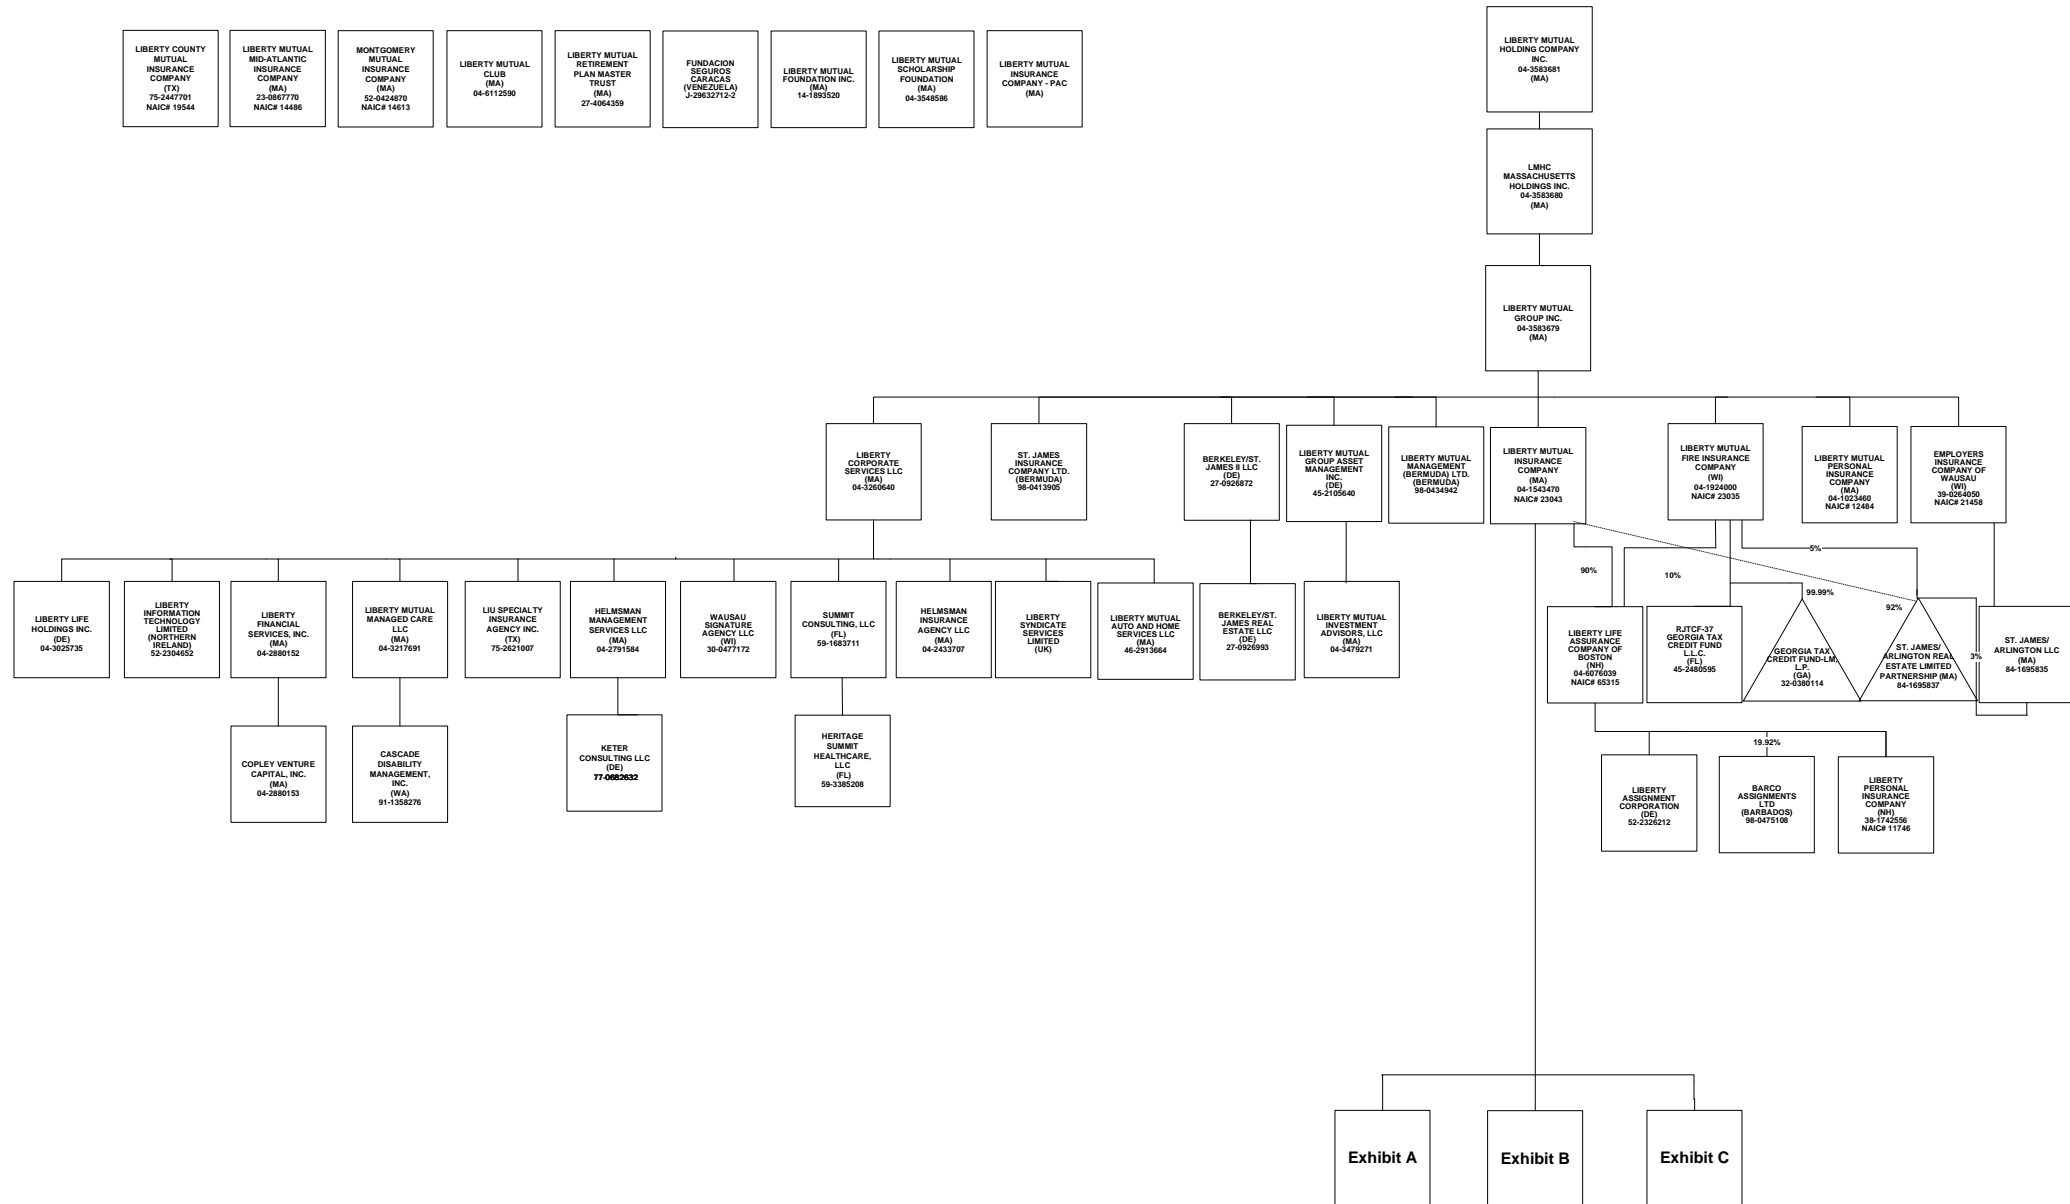 LIBERTY COUNTY
MUTUAL
INSURANCE
COMPANY
(TX)
75-2447701
NAIC# 19544
LIBERTY MUTUAL
MID-ATLANTIC
INSURANCE
COMPANY
(MA)
23-0867770
NAIC# 14486
MONTGOMERY
MUTUAL
INSURANCE
COMPANY
(MA)
52-0424870
NAIC# 14613
LIBERTY MUTUAL
CLUB
(MA)
04-6112590
LIBERTY MUTUAL
RETIREMENT
PLAN MASTER
TRUST
(MA)
27-4064359
FUNDACION
SEGUROS
CARACAS
(VENEZUELA)
J-29632712-2
LIBERTY MUTUAL
FOUNDATION INC.
(MA)
14-1893520
LIBERTY MUTUAL
SCHOLARSHIP
FOUNDATION
(MA)
04-3548586
LIBERTY MUTUAL
INSURANCE
COMPANY - PAC
(MA)
LIBERTY MUTUAL
HOLDING COMPANY
INC.
04-3583681
(MA)
LMHC
MASSACHUSETTS
HOLDINGS INC.
04-3583680
(MA)
LIBERTY MUTUAL
GROUP INC.
04-3583679
(MA)
LIBERTY
CORPORATE
SERVICES LLC
(MA)
04-3260640
ST. JAMES
INSURANCE
COMPANY LTD.
(BERMUDA)
98-0413905
BERKELEY/ST.
JAMES II LLC
(DE)
27-0926872
LIBERTY MUTUAL
GROUP ASSET
MANAGEMENT
INC.
(DE)
45-2105640
LIBERTY MUTUAL
MANAGEMENT
(BERMUDA) LTD.
(BERMUDA)
98-0434942
LIBERTY MUTUAL
INSURANCE
COMPANY
(MA)
04-1543470
NAIC# 23043
LIBERTY MUTUAL
FIRE INSURANCE
COMPANY
(WI)
04-1924000
NAIC# 23035
LIBERTY MUTUAL
PERSONAL
INSURANCE
COMPANY
(MA)
04-1023460
NAIC# 12484
EMPLOYERS
INSURANCE
COMPANY OF
WAUSAU
(WI)
39-0264050
NAIC# 21458
LIBERTY LIFE
HOLDINGS INC.
(DE)
04-3025735
LIBERTY
INFORMATION
TECHNOLOGY
LIMITED
(NORTHERN
IRELAND)
52-2304652
LIBERTY
FINANCIAL
SERVICES, INC.
(MA)
04-2880152
LIBERTY MUTUAL
MANAGED CARE
LLC
(MA)
04-3217691
LIU SPECIALTY
INSURANCE
AGENCY INC.
(TX)
75-2621007
HELMSMAN
MANAGEMENT
SERVICES LLC
(MA)
04-2791584
WAUSAU
SIGNATURE
AGENCY LLC
(WI)
30-0477172
SUMMIT
CONSULTING, LLC
(FL)
59-1683711
HELMSMAN
INSURANCE
AGENCY LLC
(MA)
04-2433707
LIBERTY
SYNDICATE
SERVICES
LIMITED
(UK)
LIBERTY MUTUAL
AUTO AND HOME
SERVICES LLC
(MA)
46-2913664
BERKELEY/ST.
JAMES REAL
ESTATE LLC
(DE)
27-0926993
LIBERTY MUTUAL
INVESTMENT
ADVISORS, LLC
(MA)
04-3479271
90%
10%
5%
99.99%
92%
3%
LIBERTY LIFE
ASSURANCE
COMPANY OF
BOSTON
(NH)
04-6076039
NAIC# 65315
RJTCF-37
GEORGIA TAX
CREDIT FUND
L.L.C.
(FL)
45-2480595
GEORGIA TAX
CREDIT FUND-LM,
L.P.
(GA)
32-0380114
ST. JAMES/
ARLINGTON REAL
ESTATE LIMITED
PARTNERSHIP (MA)
84-1695837
ST. JAMES/
ARLINGTON LLC
(MA)
84-1695835
COPLEY VENTURE
CAPITAL, INC.
(MA)
04-2880153
CASCADE
DISABILITY
MANAGEMENT,
INC.
(WA)
91-1358276
KETER
CONSULTING LLC
(DE)
77-0682632
HERITAGE
SUMMIT
HEALTHCARE,
LLC
(FL)
59-3385208
19.92%
LIBERTY
ASSIGNMENT
CORPORATION
(DE)
52-2326212
BARCO
ASSIGNMENTS
LTD
(BARBADOS)
98-0475108
LIBERTY
PERSONAL
INSURANCE
COMPANY
(NH)
38-1742556
NAIC# 11746
Exhibit A
Exhibit B
Exhibit C